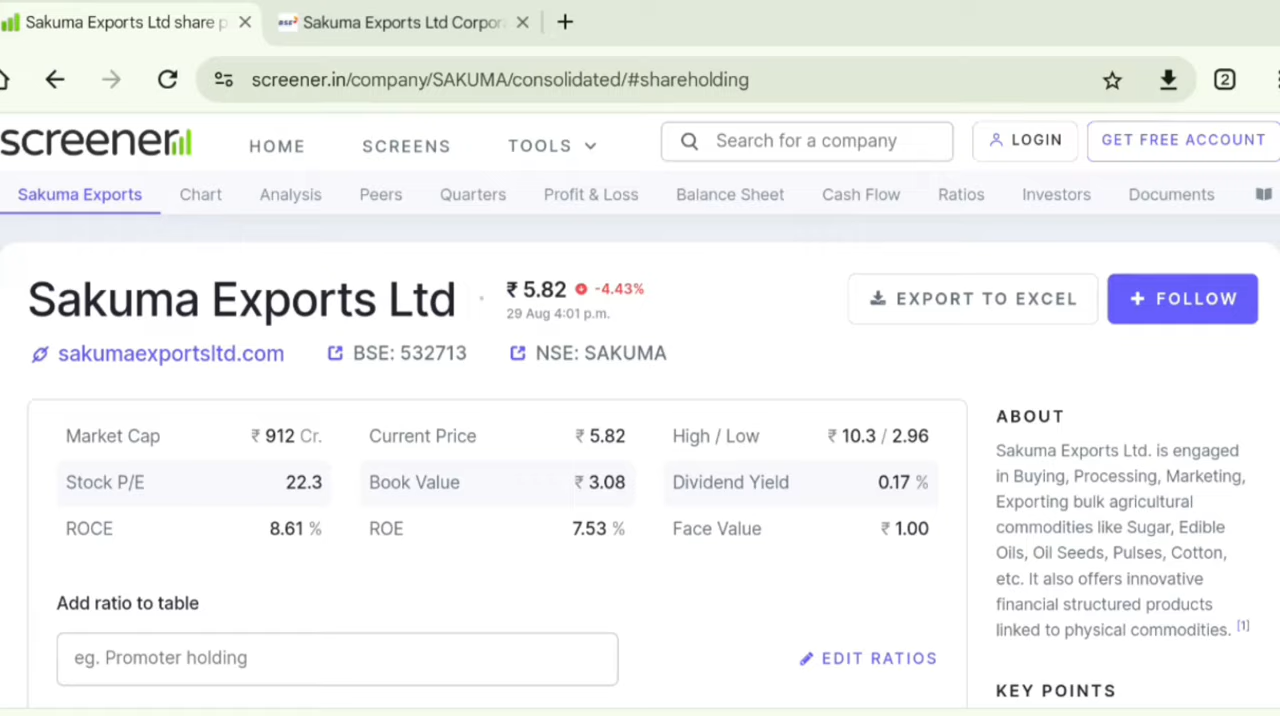 Sakuma Exports Ltd share p
Sakuma Exports Ltd Corpor
screener.in/company/SAKUMA/consolidated/#shareholding
2
screener
HOME
SCREENS
TOOLS
Search for a company
LOGIN
GET FREE ACCOUNT
Sakuma Exports
Chart
Analysis
Peers
Quarters
Profit & Loss
Balance Sheet
Cash Flow
Ratios
Investors
Documents
Sakuma Exports Ltd
₹ 5.82 -4.43%
29 Aug 4:01 p.m.
EXPORT TO EXCEL
+ FOLLOW
sakumaexportsltd.com
BSE: 532713
NSE: SAKUMA
Market Cap ₹ 912 Cr.
Current Price ₹ 5.82
High / Low ₹ 10.3 / 2.96
Stock P/E 22.3
Book Value ₹ 3.08
Dividend Yield 0.17 %
ROCE 8.61 %
ROE 7.53 %
Face Value ₹ 1.00
Add ratio to table
eg. Promoter holding
EDIT RATIOS
ABOUT
Sakuma Exports Ltd. is engaged
in Buying, Processing, Marketing,
Exporting bulk agricultural
commodities like Sugar, Edible
Oils, Oil Seeds, Pulses, Cotton,
etc. It also offers innovative
financial structured products
linked to physical commodities. [1]
KEY POINTS